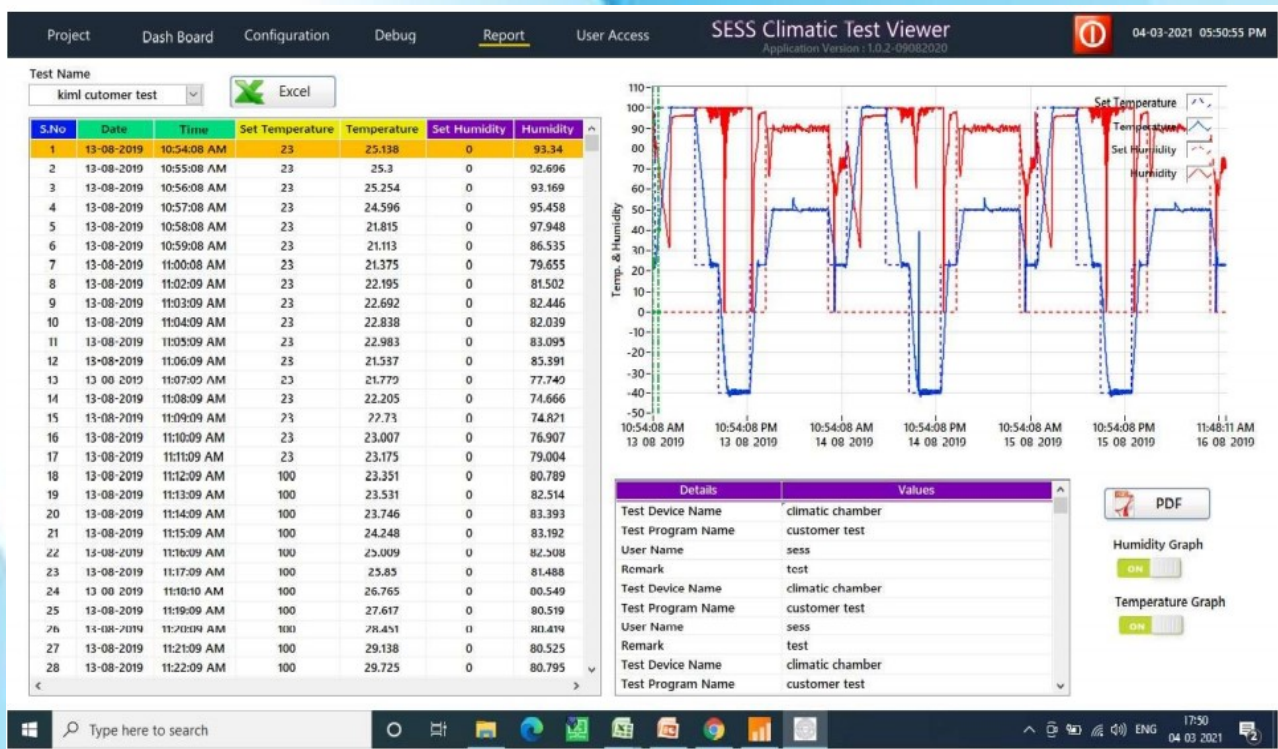 Project Dash Board Configuration Debug Report User Access SESS Climatic Test Viewer 04-03-2021 05:50:55 PM
Application Version : 1.0.2-09082020
Test Name
kiml cutomer test Excel
S.No Date Time Set Temperature Temperature Set Humidity Humidity
1 13-08-2019 10:54:08 AM 23 25.138 0 93.34
2 13-08-2019 10:55:08 AM 23 25.3 0 92.696
3 13-08-2019 10:56:08 AM 23 25.254 0 93.169
4 13-08-2019 10:57:08 AM 23 24.596 0 95.458
5 13-08-2019 10:58:08 AM 23 21.815 0 97.948
6 13-08-2019 10:59:08 AM 23 21.113 0 86.535
7 13-08-2019 11:00:08 AM 23 21.375 0 79.655
8 13-08-2019 11:02:09 AM 23 22.195 0 81.502
9 13-08-2019 11:03:09 AM 23 22.692 0 82.446
10 13-08-2019 11:04:09 AM 23 22.838 0 82.039
11 13-08-2019 11:05:09 AM 23 22.983 0 83.095
12 13-08-2019 11:06:09 AM 23 21.537 0 85.391
13 13 08 2019 11:07:09 AM 23 21.779 0 77.749
14 13-08-2019 11:08:09 AM 23 22.205 0 74.666
15 13-08-2019 11:09:09 AM 23 22.73 0 74.821
16 13-08-2019 11:10:09 AM 23 23.007 0 76.907
17 13-08-2019 11:11:09 AM 23 23.175 0 79.004
18 13-08-2019 11:12:09 AM 100 23.351 0 80.789
19 13-08-2019 11:13:09 AM 100 23.531 0 82.514
20 13-08-2019 11:14:09 AM 100 23.746 0 83.393
21 13-08-2019 11:15:09 AM 100 24.248 0 83.192
22 13-08-2019 11:16:09 AM 100 25.009 0 82.508
23 13-08-2019 11:17:09 AM 100 25.85 0 81.488
24 13 08 2019 11:18:10 AM 100 26.765 0 80.549
25 13-08-2019 11:19:09 AM 100 27.617 0 80.519
26 13-08-2019 11:20:09 AM 100 28.451 0 80.419
27 13-08-2019 11:21:09 AM 100 29.138 0 80.525
28 13-08-2019 11:22:09 AM 100 29.725 0 80.795
Temp. & Humidity
110
100
90
80
70
60
50
40
30
20
10
0
-10
-20
-30
-40
-50
Set Temperature
Temperature
Set Humidity
Humidity
10:54:08 AM 10:54:08 PM 10:54:08 AM 10:54:08 PM 10:54:08 AM 10:54:08 PM 11:48:11 AM
13 08 2019 13 08 2019 14 08 2019 14 08 2019 15 08 2019 15 08 2019 16 08 2019
Details Values
Test Device Name climatic chamber
Test Program Name customer test
User Name sess
Remark test
Test Device Name climatic chamber
Test Program Name customer test
User Name sess
Remark test
Test Device Name climatic chamber
Test Program Name customer test
PDF
Humidity Graph
ON
Temperature Graph
ON
Type here to search
ENG
17:50
04 03 2021
2